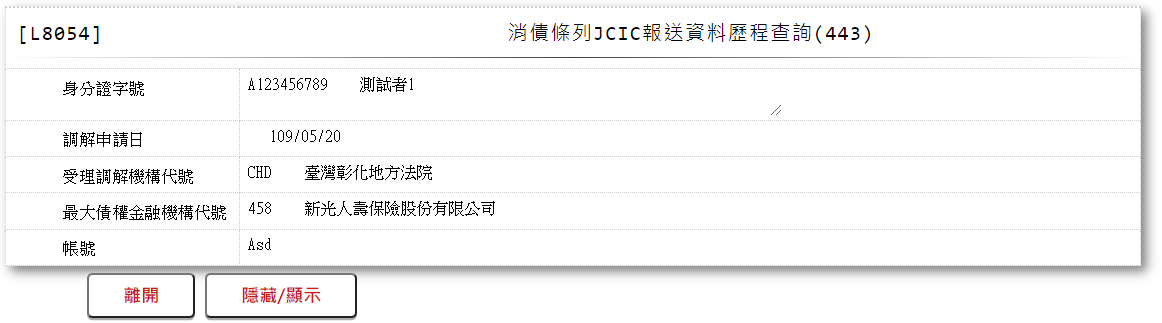 [L8054] 消債條列JCIC報送資料歷程查詢(443)
身分證字號 A123456789 測試者1
調解申請日 109/05/20
受理調解機構代號 CHD 臺灣彰化地方法院
最大債權金融機構代號 458 新光人壽保險股份有限公司
帳號 Asd
離開 隱藏/顯示